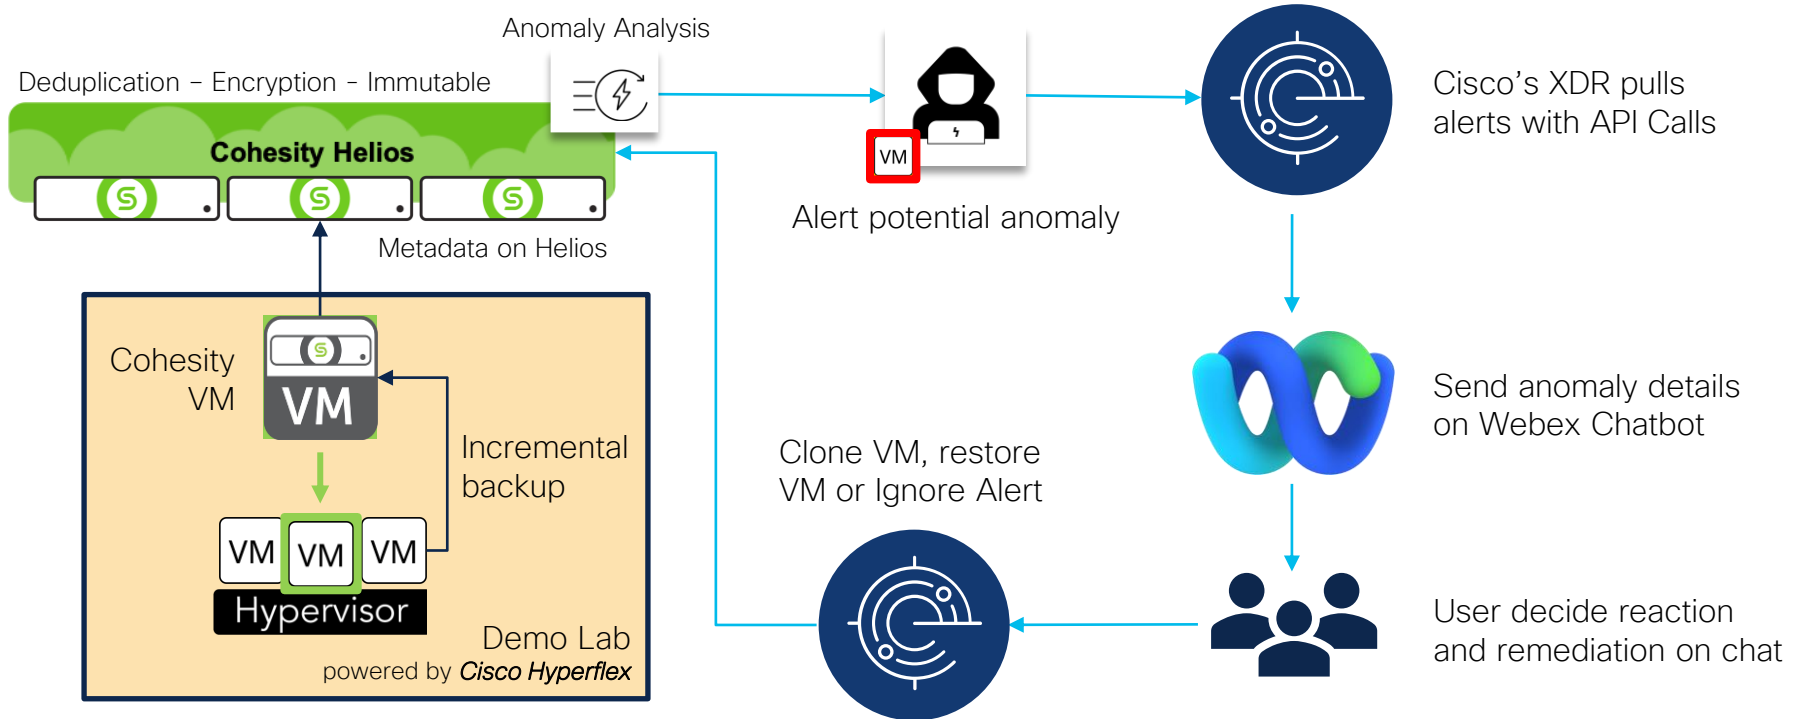 Anomaly Analysis
Deduplication – Encryption - Immutable
Cohesity Helios
Metadata on Helios
VM
Alert potential anomaly
Cisco's XDR pulls
alerts with API Calls
Send anomaly details
on Webex Chatbot
User decide reaction
and remediation on chat
Clone VM, restore
VM or Ignore Alert
Cohesity
VM
VM
Incremental
backup
VM
VM
VM
Hypervisor
Demo Lab
powered by Cisco Hyperflex